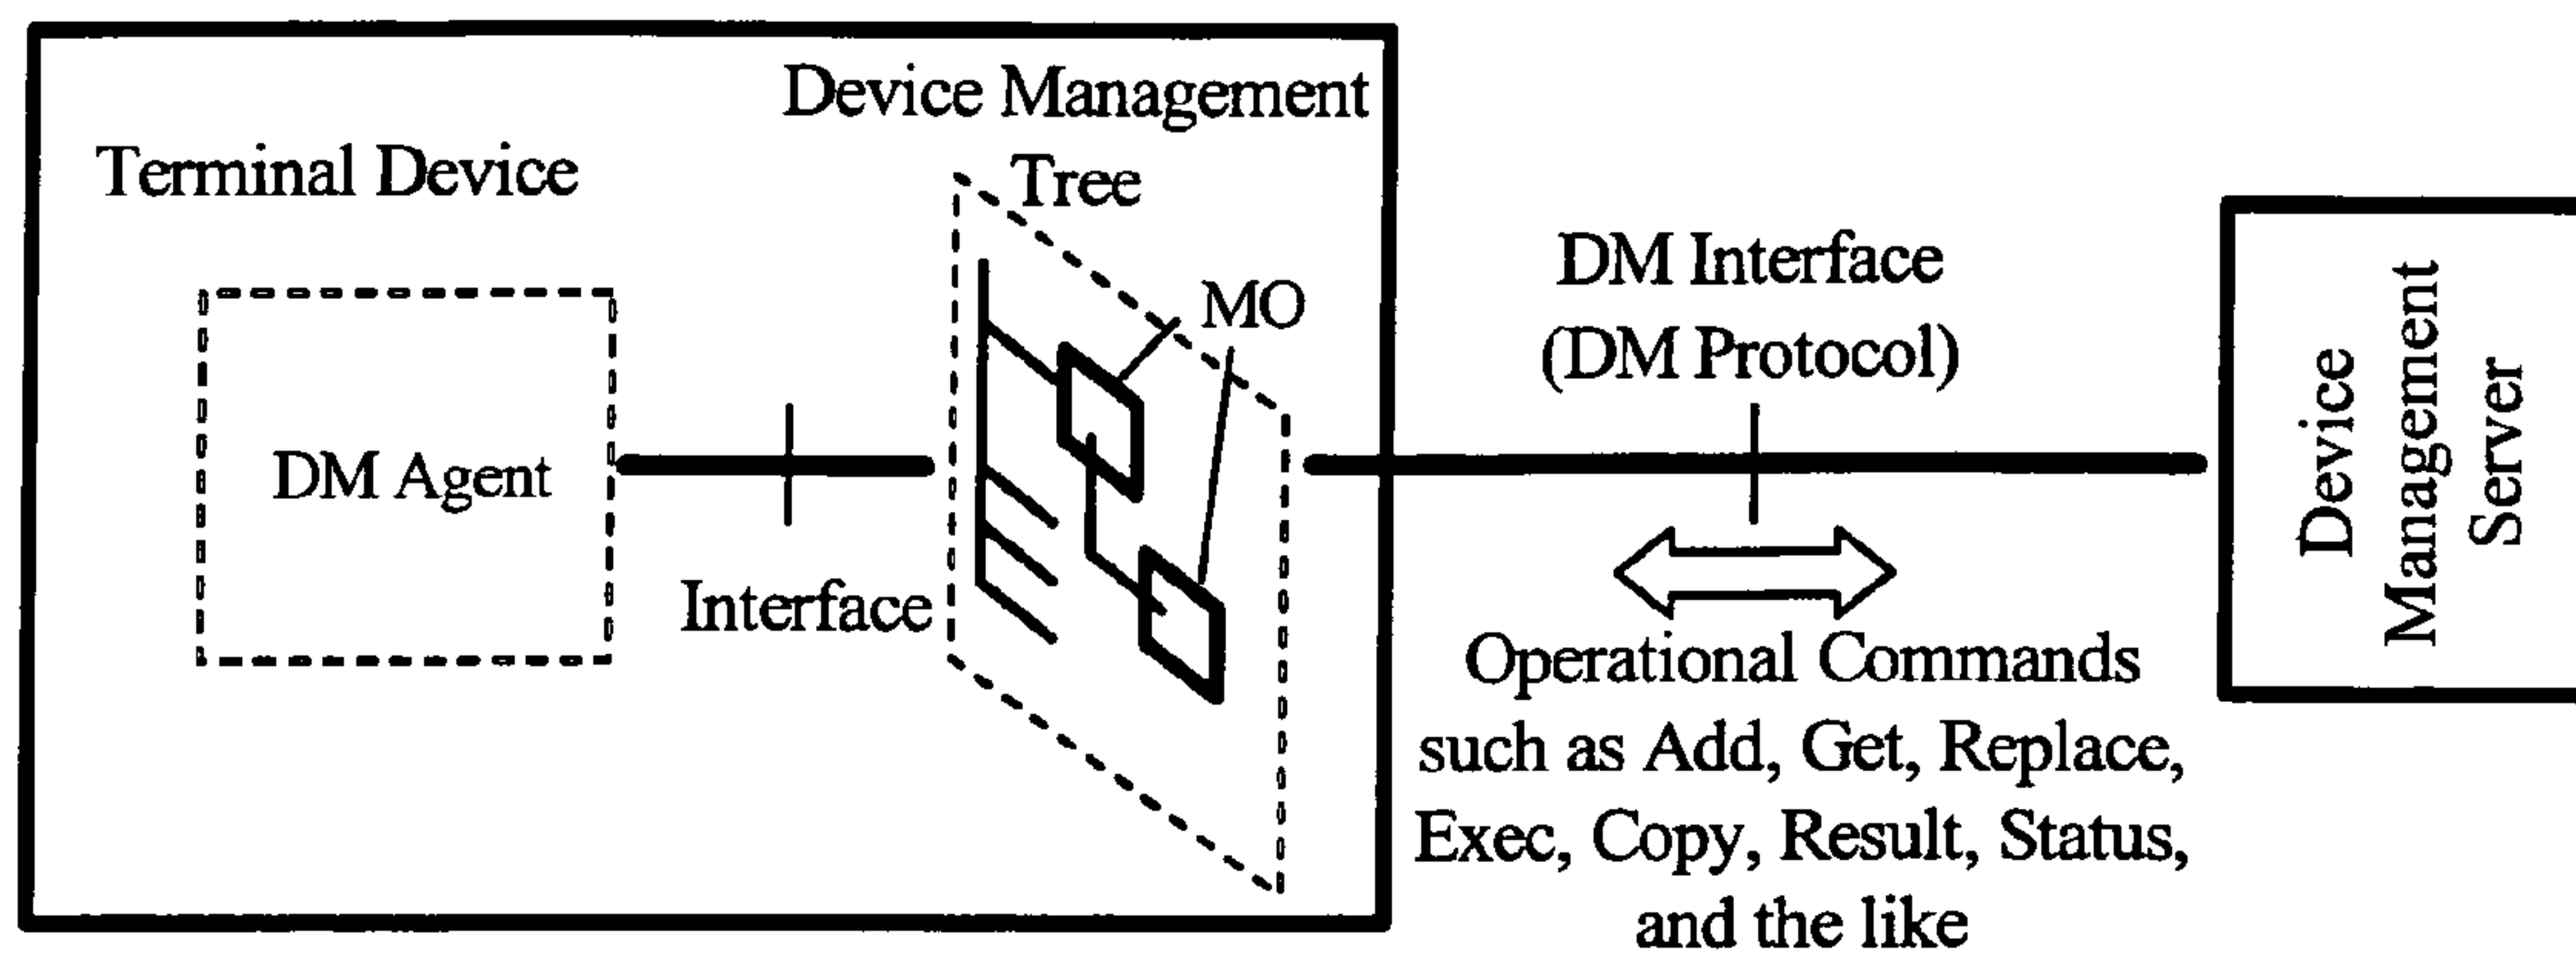 Device Management
Tree
Terminal Device
MO
DM Agent
Interface
DM Interface
(DM Protocol)
Operational Commands
such as Add, Get, Replace,
Exec, Copy, Result, Status,
and the like
Device
Management
Server